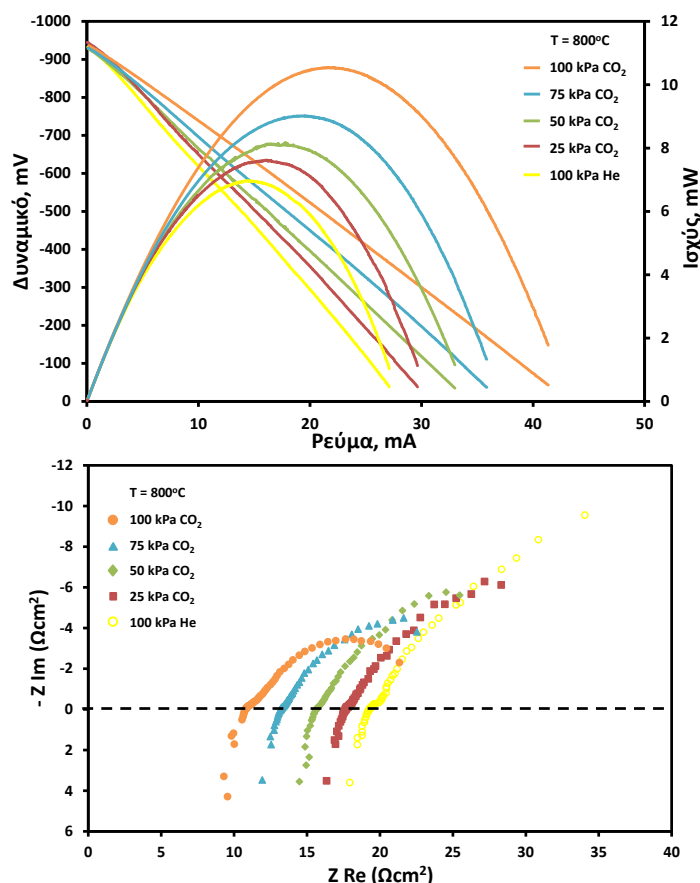 -1000
-900
-800
-700
-600
-500
-400
-300
-200
-100
0
Δυναμικό, mV
12
10
8
6
4
2
0
Ισχύς, mW
T = 800°C
100 kPa CO₂
75 kPa CO₂
50 kPa CO₂
25 kPa CO₂
100 kPa He
0 10 20 30 40 50
Ρεύμα, mA
-12
-10
-8
-6
-4
-2
0
2
4
6
- Z Im (Ωcm²)
T = 800°C
100 kPa CO₂
75 kPa CO₂
50 kPa CO₂
25 kPa CO₂
100 kPa He
0 5 10 15 20 25 30 35 40
Z Re (Ωcm²)